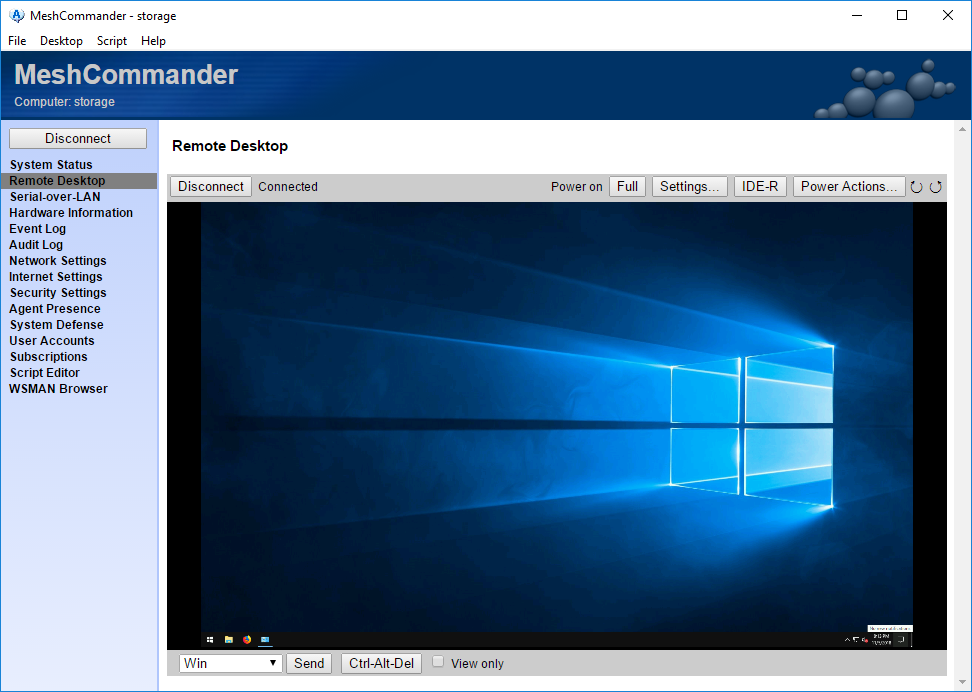 MeshCommander - storage
File Desktop Script Help
MeshCommander
Computer: storage
Disconnect
System Status
Remote Desktop
Serial-over-LAN
Hardware Information
Event Log
Audit Log
Network Settings
Internet Settings
Security Settings
Agent Presence
System Defense
User Accounts
Subscriptions
Script Editor
WSMAN Browser
Remote Desktop
Disconnect Connected Power on Full Settings... IDE-R Power Actions...
No new notifications
Win Send Ctrl-Alt-Del View only